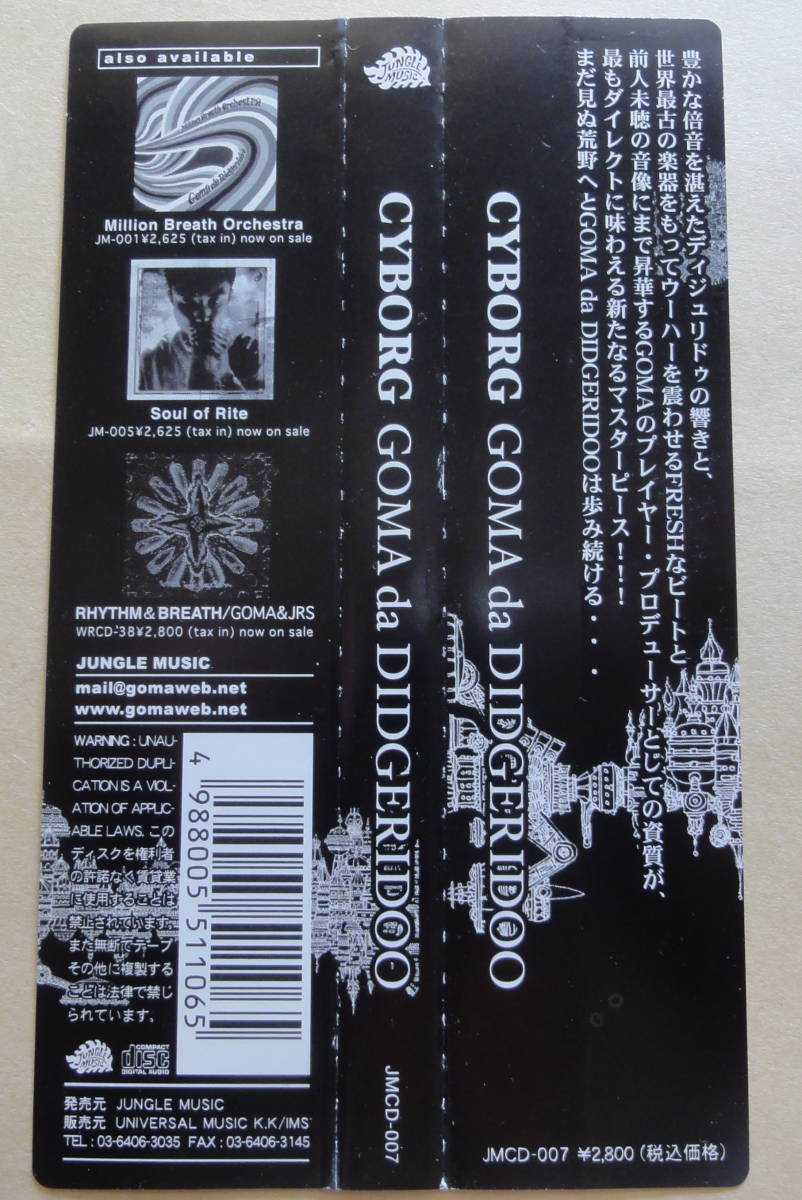 also available
Million Breath Orchestra
Goma da Didgeridoo
Million Breath Orchestra
JM-001¥2,625 (tax in) now on sale
Soul of Rite
JM-005¥2,625 (tax in) now on sale
RHYTHM&BREATH/GOMA&JRS
WRCD-38¥2,800 (tax in) now on sale
JUNGLE MUSIC
mail@gomaweb.net
www.gomaweb.net
WARNING : UNAU-
THORIZED DUPLI-
CATION IS A VIOL-
ATION OF APPLIC-
ABLE LAWS. この
ディスクを権利者
の許諾なく賃貸業
に使用することは
禁止されています。
また無断でテープ
その他に複製する
ことは法律で禁じ
られています。
4 988005 511065
JUNGLE MUSIC
COMPACT disc DIGITAL AUDIO
発売元 JUNGLE MUSIC
販売元 UNIVERSAL MUSIC K.K/IMS
TEL : 03-6406-3035 FAX : 03-6406-3145
JUNGLE MUSIC
CYBORG GOMA da DIDGERIDOO
JMCD-007
CYBORG GOMA da DIDGERIDOO
豊かな倍音を湛えたディジュリドゥの響きと、
世界最古の楽器をもってウーハーを震わせるFRESHなビートと
前人未聴の音像にまで昇華するGOMAのプレイヤー・プロデューサーとしての資質が、
最もダイレクトに味わえる新たなるマスターピース!!!
まだ見ぬ荒野へとGOMA da DIDGERIDOOは歩み続ける・・・
JMCD-007 ¥2,800 (税込価格)